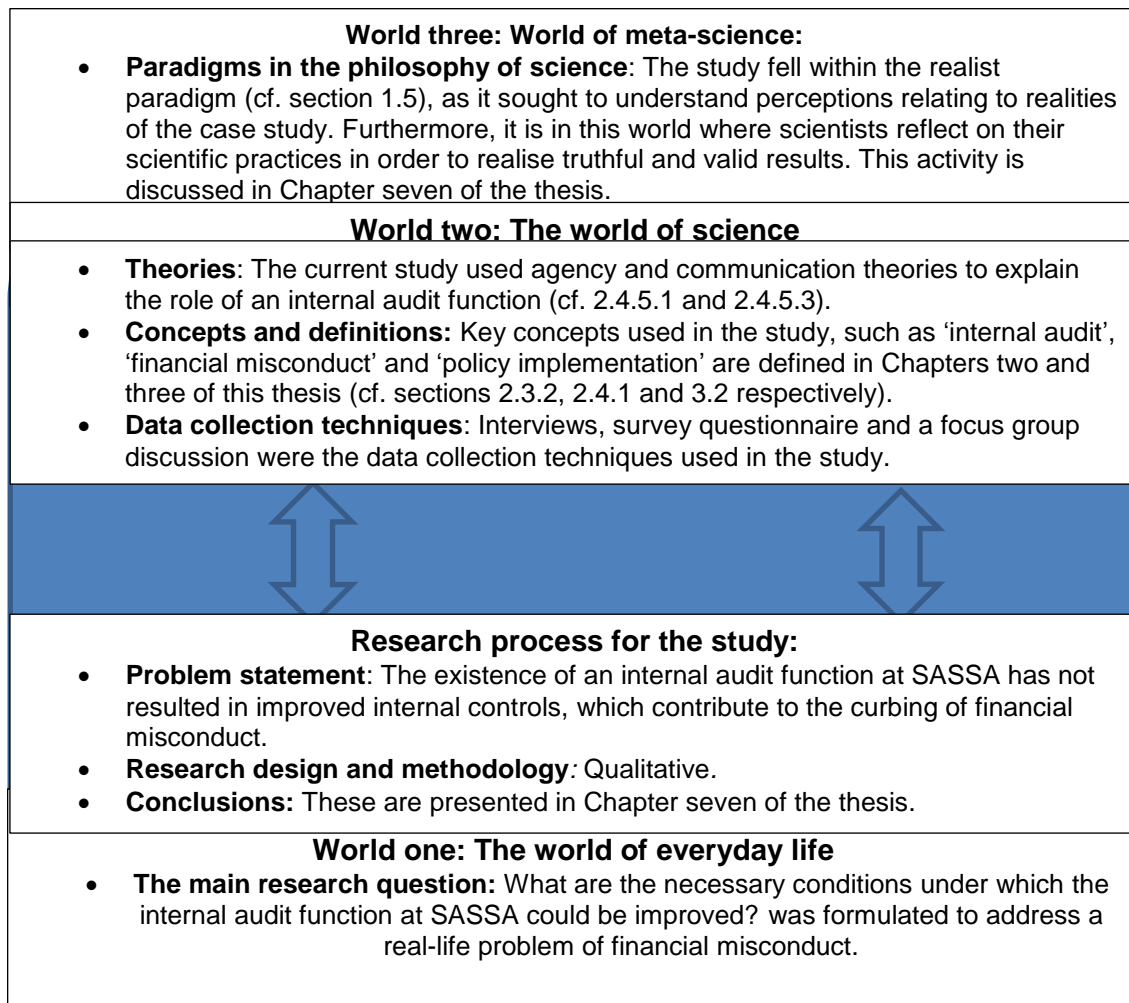 World three: World of meta-science:
• Paradigms in the philosophy of science: The study fell within the realist
paradigm (cf. section 1.5), as it sought to understand perceptions relating to realities
of the case study. Furthermore, it is in this world where scientists reflect on their
scientific practices in order to realise truthful and valid results. This activity is
discussed in Chapter seven of the thesis.
World two: The world of science
• Theories: The current study used agency and communication theories to explain
the role of an internal audit function (cf. 2.4.5.1 and 2.4.5.3).
• Concepts and definitions: Key concepts used in the study, such as ‘internal audit’,
‘financial misconduct’ and ‘policy implementation’ are defined in Chapters two and
three of this thesis (cf. sections 2.3.2, 2.4.1 and 3.2 respectively).
• Data collection techniques: Interviews, survey questionnaire and a focus group
discussion were the data collection techniques used in the study.
Research process for the study:
• Problem statement: The existence of an internal audit function at SASSA has not
resulted in improved internal controls, which contribute to the curbing of financial
misconduct.
• Research design and methodology: Qualitative.
• Conclusions: These are presented in Chapter seven of the thesis.
World one: The world of everyday life
• The main research question: What are the necessary conditions under which the
internal audit function at SASSA could be improved? was formulated to address a
real-life problem of financial misconduct.